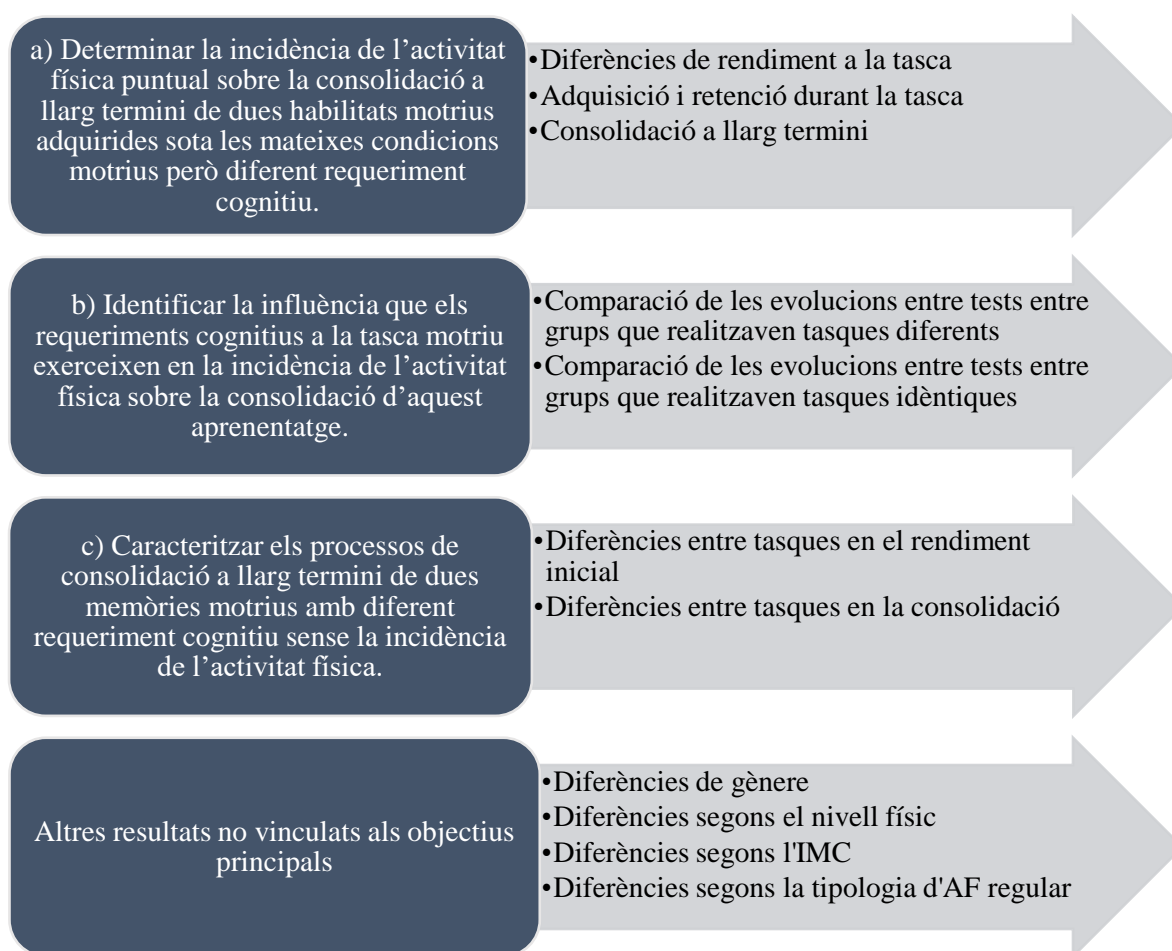 a) Determinar la incidència de l’activitat
física puntual sobre la consolidació a
llarg termini de dues habilitats motrius
adquirides sota les mateixes condicions
motrius però diferent requeriment
cognitiu.
•Diferències de rendiment a la tasca
•Adquisició i retenció durant la tasca
•Consolidació a llarg termini
b) Identificar la influència que els
requeriments cognitius a la tasca motriu
exerceixen en la incidència de l’activitat
física sobre la consolidació d’aquest
aprenentatge.
•Comparació de les evolucions entre tests entre
grups que realitzaven tasques diferents
•Comparació de les evolucions entre tests entre
grups que realitzaven tasques idèntiques
c) Caracteritzar els processos de
consolidació a llarg termini de dues
memòries motrius amb diferent
requeriment cognitiu sense la incidència
de l’activitat física.
•Diferències entre tasques en el rendiment
inicial
•Diferències entre tasques en la consolidació
Altres resultats no vinculats als objectius
principals
•Diferències de gènere
•Diferències segons el nivell físic
•Diferències segons l'IMC
•Diferències segons la tipologia d'AF regular